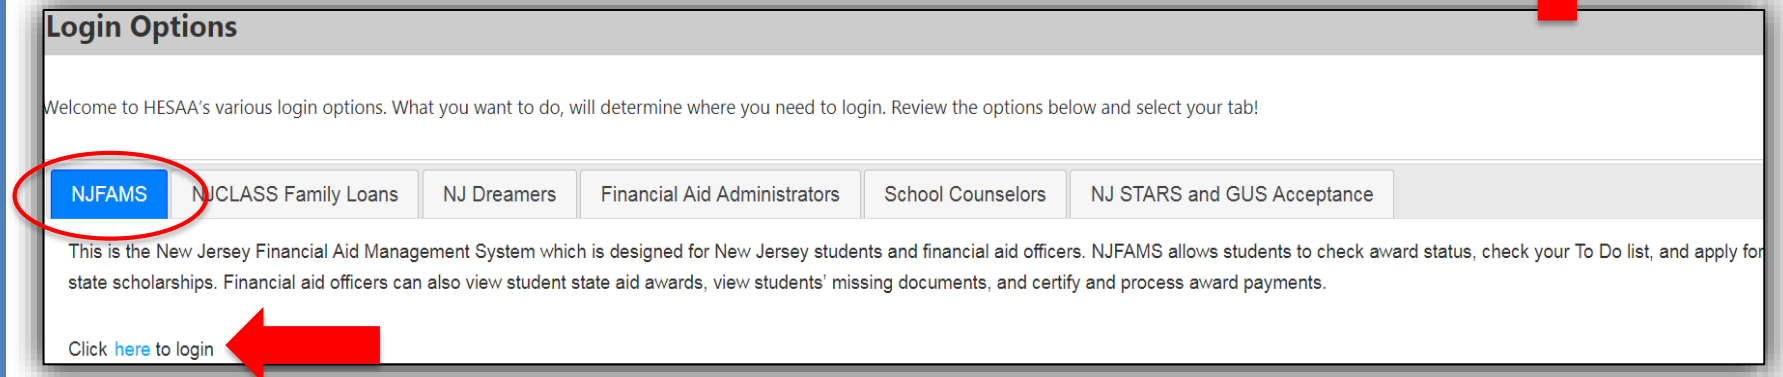 Login Options
Welcome to HESAA's various login options. What you want to do, will determine where you need to login. Review the options below and select your tab!
NJFAMS NJCLASS Family Loans NJ Dreamers Financial Aid Administrators School Counselors NJ STARS and GUS Acceptance
This is the New Jersey Financial Aid Management System which is designed for New Jersey students and financial aid officers. NJFAMS allows students to check award status, check your To Do list, and apply for
state scholarships. Financial aid officers can also view student state aid awards, view students' missing documents, and certify and process award payments.
Click here to login